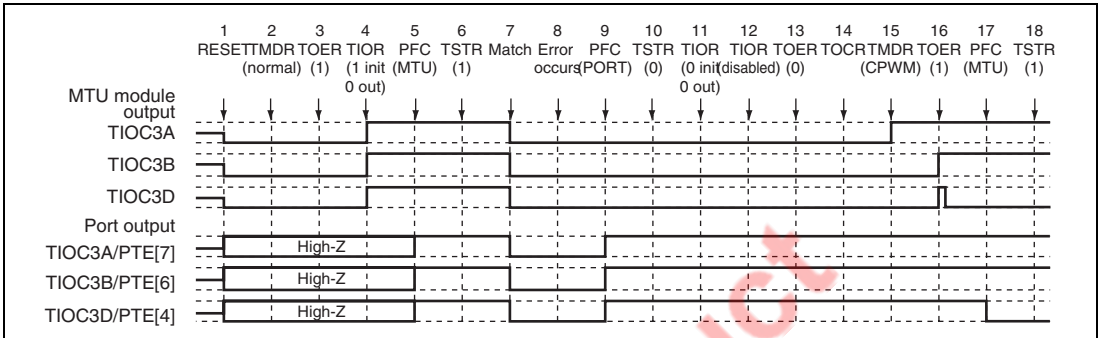 1 2 3 4 5 6 7 8 9 10 11 12 13 14 15 16 17 18
RESET TMDR TOER TIOR PFC TSTR Match Error PFC TSTR TIOR TIOR TOER TOCR TMDR TOER PFC TSTR
(normal) (1) (1 init (MTU) (1) occurs (PORT) (0) (0 init (disabled) (0) (CPWM) (1) (MTU) (1)
0 out) 0 out)
MTU module
output
TIOC3A
TIOC3B
TIOC3D
Port output
TIOC3A/PTE[7] High-Z
TIOC3B/PTE[6] High-Z
TIOC3D/PTE[4] High-Z
uct